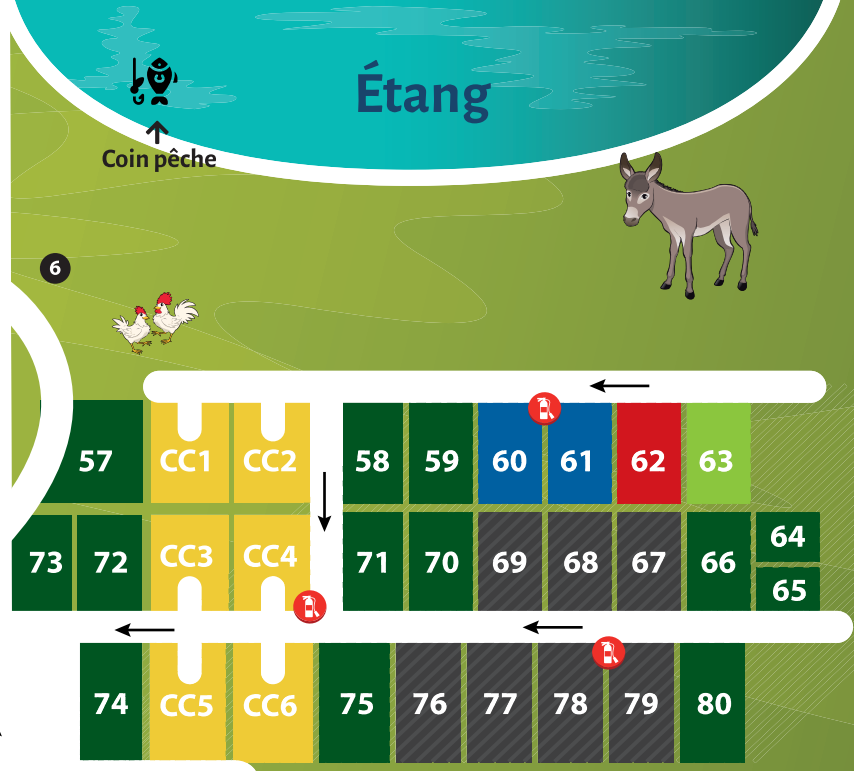 Étang
Coin pêche
6
57 CC1 CC2 58 59 60 61 62 63
73 72 CC3 CC4 71 70 69 68 67 66 64
65
74 CC5 CC6 75 76 77 78 79 80